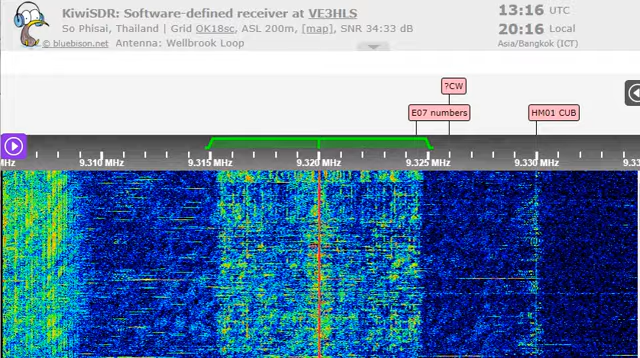 KiwiSDR: Software-defined receiver at VE3HLS
So Phisai, Thailand | Grid OK18sc, ASL 200m, [map], SNR 34:33 dB
© bluebison.net Antenna: Wellbrook Loop
13:16 UTC
20:16 Local
Asia/Bangkok (ICT)
?CW
E07 numbers
HM01 CUB
MHz 9.310 MHz 9.315 MHz 9.320 MHz 9.325 MHz 9.330 MHz 9.33